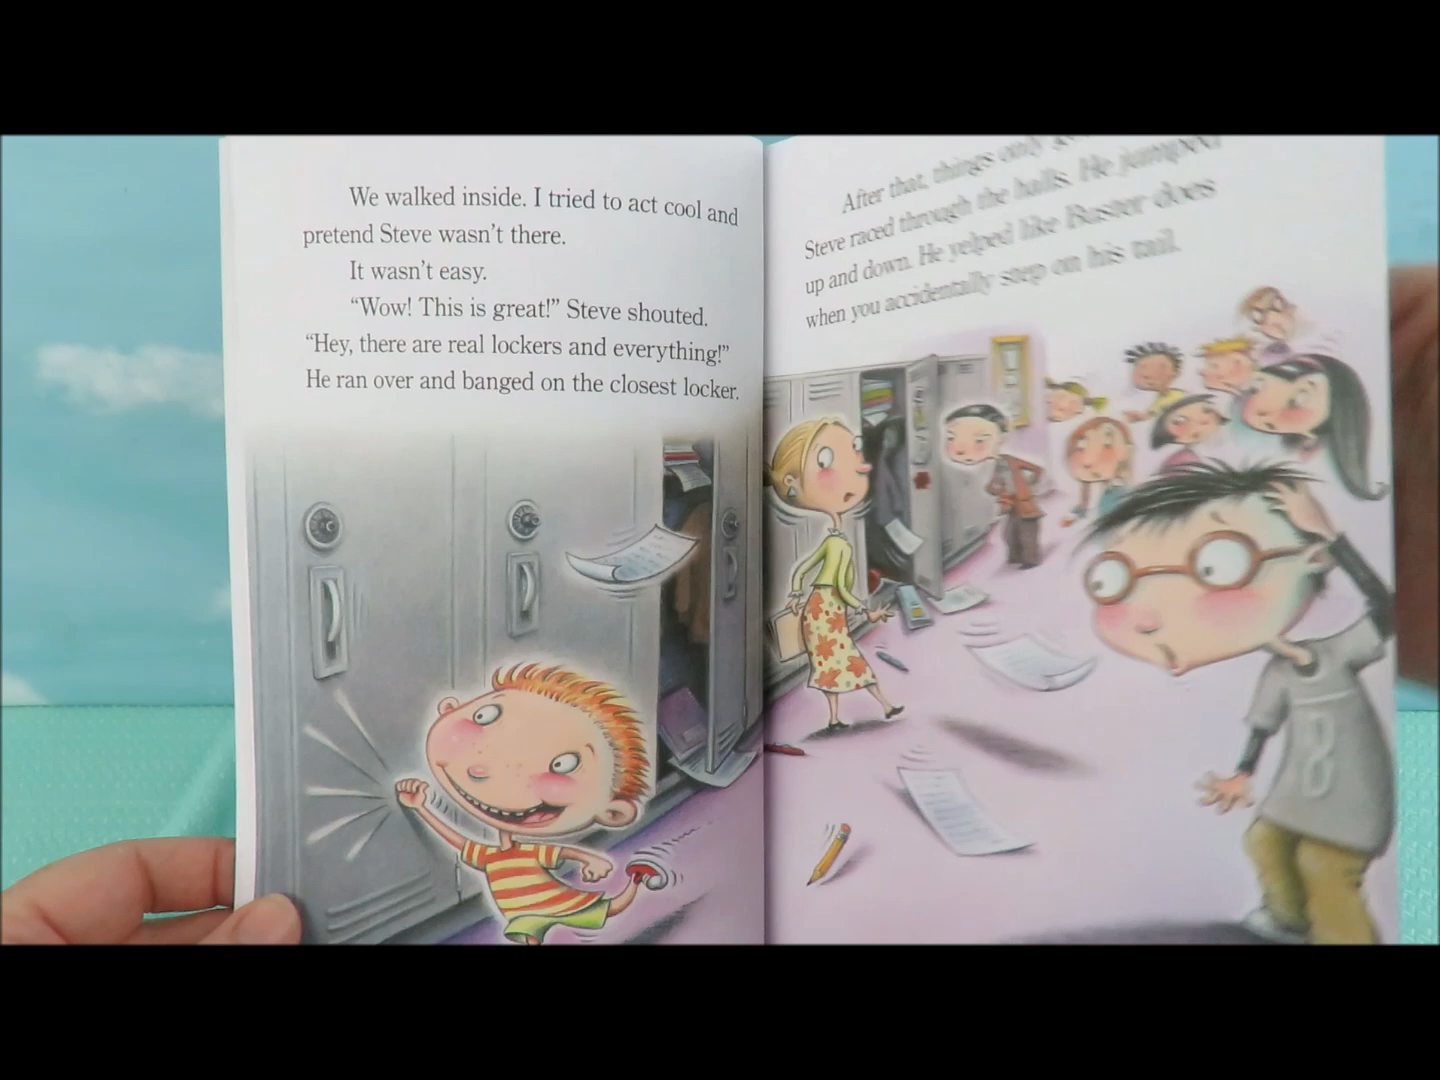 We walked inside. I tried to act cool and
pretend Steve wasn't there.
It wasn't easy.
“Wow! This is great!” Steve shouted.
“Hey, there are real lockers and everything!”
He ran over and banged on the closest locker.
After that, things only
Steve raced through the halls. He jumped
up and down. He yelped like Buster does
when you accidentally step on his tail.
8